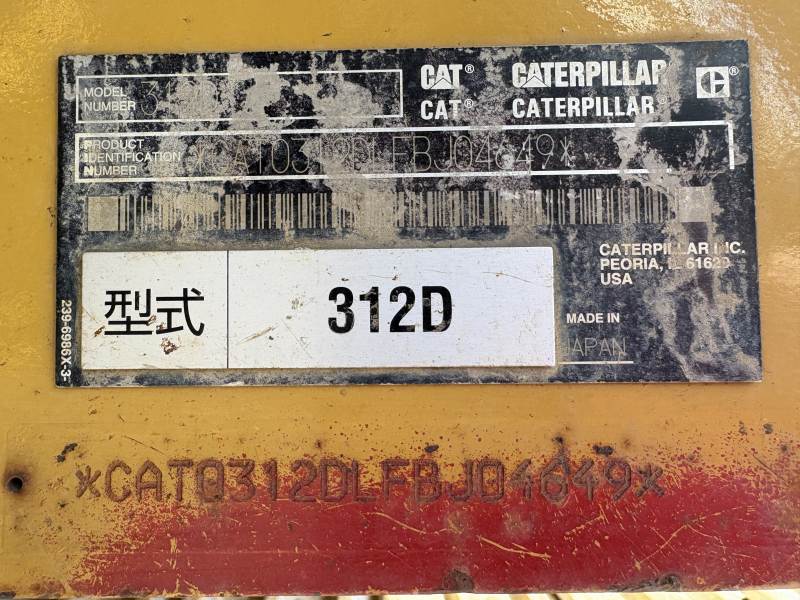 MODEL NUMBER
CAT® CATERPILLAR ®
CAT® CATERPILLAR®
PRODUCT IDENTIFICATION NUMBER *CAT0312DLFBJ04649*
CATERPILLAR INC.
PEORIA, IL 61629
USA
型式 312D
MADE IN
JAPAN
239-6986X-3
*CAT0312DLFBJ04649*